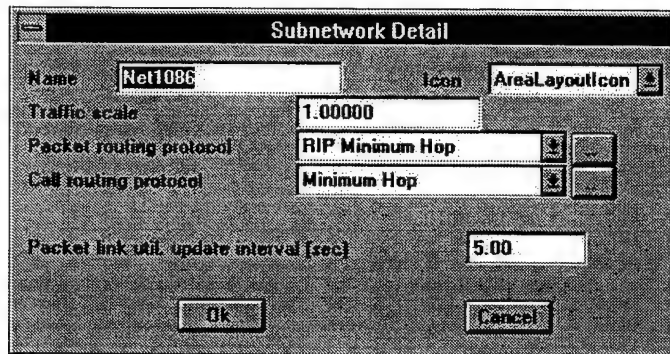 Subnetwork Detail
Name Net1086 Icon AreaLayoutIcon
Traffic scale 1.00000
Packet routing protocol RIP Minimum Hop ..
Call routing protocol Minimum Hop ..
Packet link util. update interval [sec] 5.00
Ok Cancel